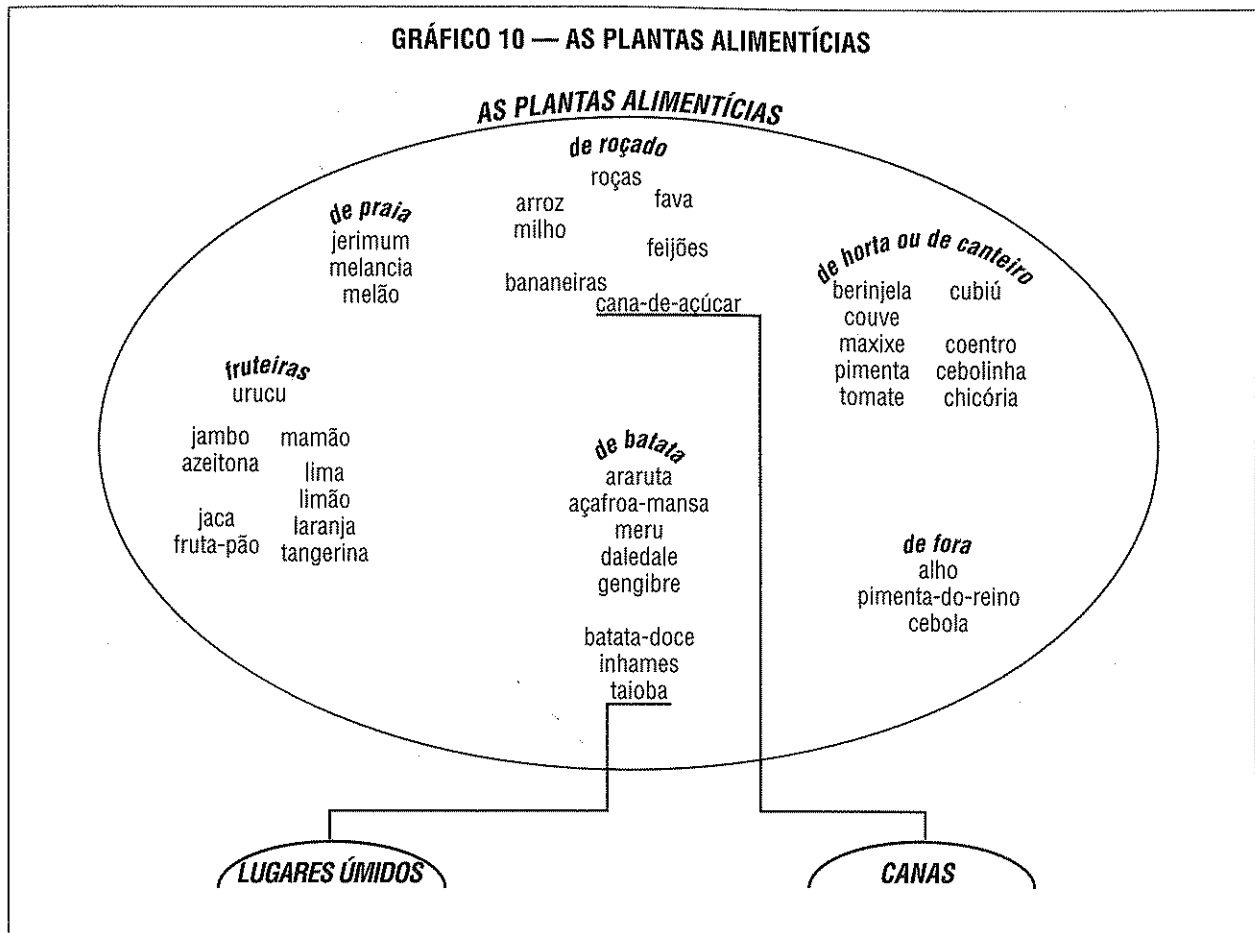 GRÁFICO 10 — AS PLANTAS ALIMENTÍCIAS
AS PLANTAS ALIMENTÍCIAS
de roçado
roças
arroz
milho
fava
feijões
bananeiras
cana-de-açúcar
de praia
jerimum
melancia
melão
de horta ou de canteiro
berinjela
couve
maxixe
pimenta
tomate
cubiú
coentro
cebolinha
chicória
fruteiras
urucu
jambo
azeitona
jaca
fruta-pão
mamão
lima
limão
laranja
tangerina
de batata
araruta
açafroa-mansa
meru
daledale
gengibre
batata-doce
inhames
taioba
de fora
alho
pimenta-do-reino
cebola
LUGARES ÚMIDOS
CANAS